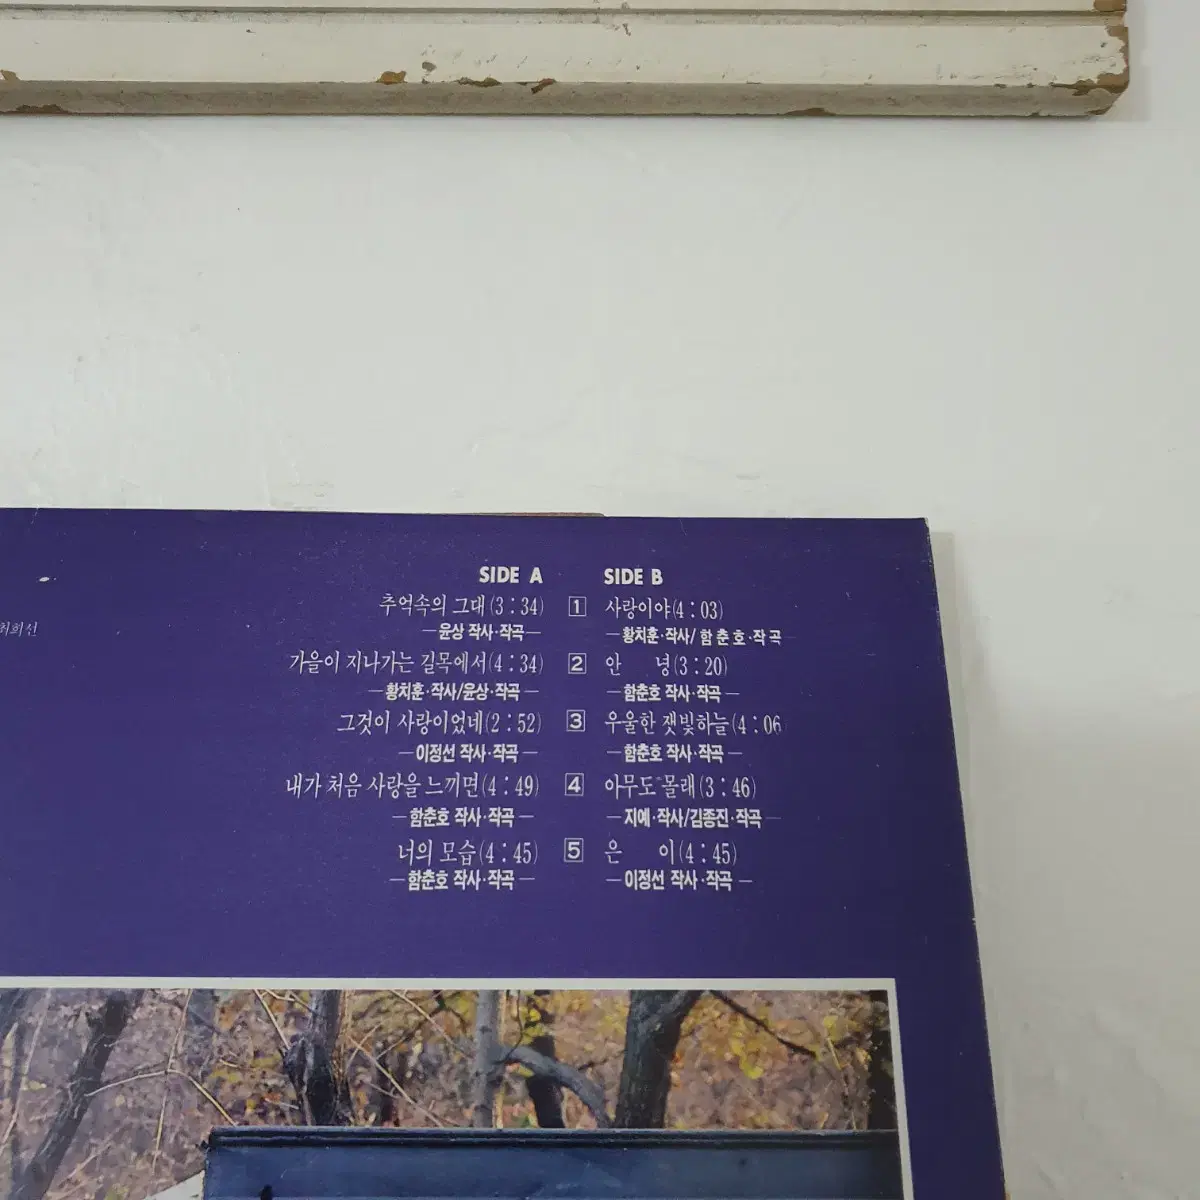 SIDE A
추억속의 그대(3:34)
—윤상 작사·작곡—
가을이 지나가는 길목에서(4:34)
—황치훈·작사/윤상·작곡—
그것이 사랑이었네(2:52)
—이정선 작사·작곡—
내가 처음 사랑을 느끼면(4:49)
—함춘호 작사·작곡—
너의 모습(4:45)
—함춘호 작사·작곡—
1
2
3
4
5
SIDE B
사랑이야(4:03)
—황치훈·작사/함춘호·작곡
안 녕(3:20)
—함춘호 작사·작곡—
우울한 잿빛하늘(4:06
—함춘호 작사·작곡—
아무도 몰래(3:46)
—지예·작사/김종진·작곡—
은 이(4:45)
—이정선 작사·작곡—
최희선